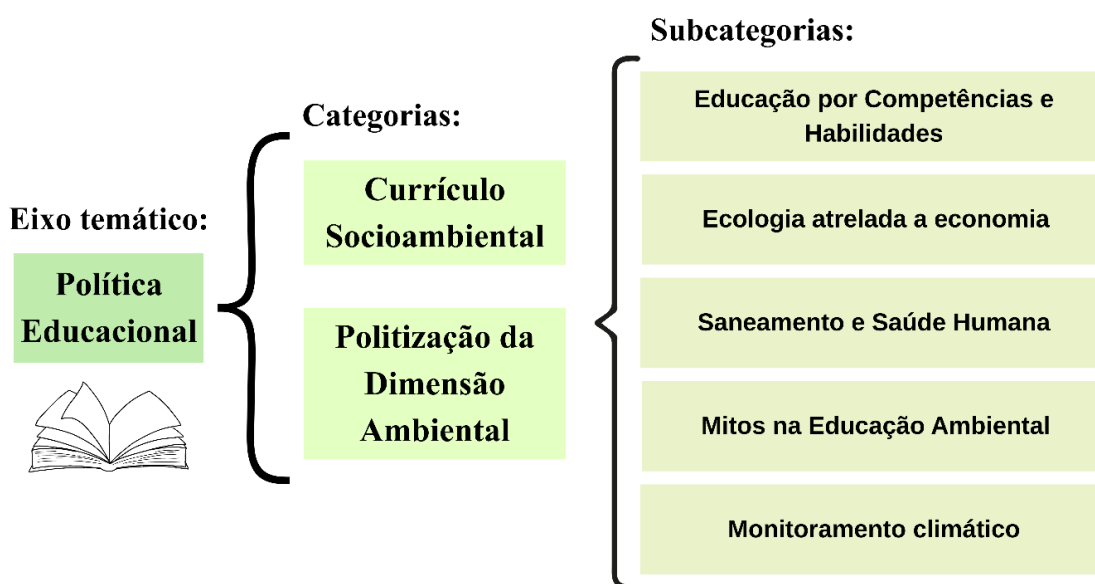 Eixo temático:
Política
Educacional
Categorias:
Currículo
Socioambiental
Politização da
Dimensão
Ambiental
Subcategorias:
Educação por Competências e
Habilidades
Ecologia atrelada a economia
Saneamento e Saúde Humana
Mitos na Educação Ambiental
Monitoramento climático